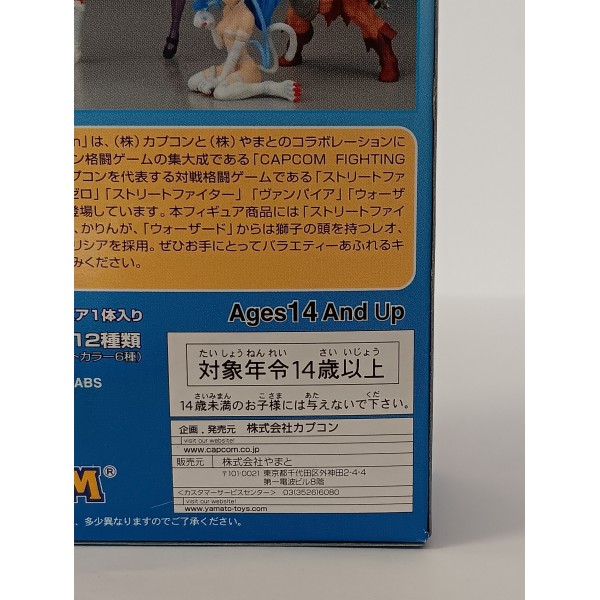 n」は、(株)カプコンと(株)やまとのコラボレーションに
ン格闘ゲームの集大成である「CAPCOM FIGHTING
プコンを代表する対戦格闘ゲームである「ストリートファ
ゼロ」「ストリートファイター」「ヴァンパイア」「ウォーザ
登場しています。本フィギュア商品には「ストリートファイ
、かりんが、「ウォーザード」からは獅子の頭を持つレオ、
リシアを採用。ぜひお手にとってバラエティーあふれるキ
みください。
ア1体入り
Ages14 And Up
12種類
トカラー6種)
ABS
たいしょうねんれい さいいじょう
対象年令14歳以上
さいみまん こさま あた くだ
14歳未満のお子様には与えないで下さい。
企画，発売元 株式会社カプコン
visit our website!
www.capcom.co.jp
販売元 株式会社やまと
〒101-0021 東京都千代田区外神田2-4-4
第一電波ビル8階
<カスタマーサービスセンター> 03(3526)6080
visit our website!
www.yamato-toys.com
M®
、多少異なりますのでご了承ください。